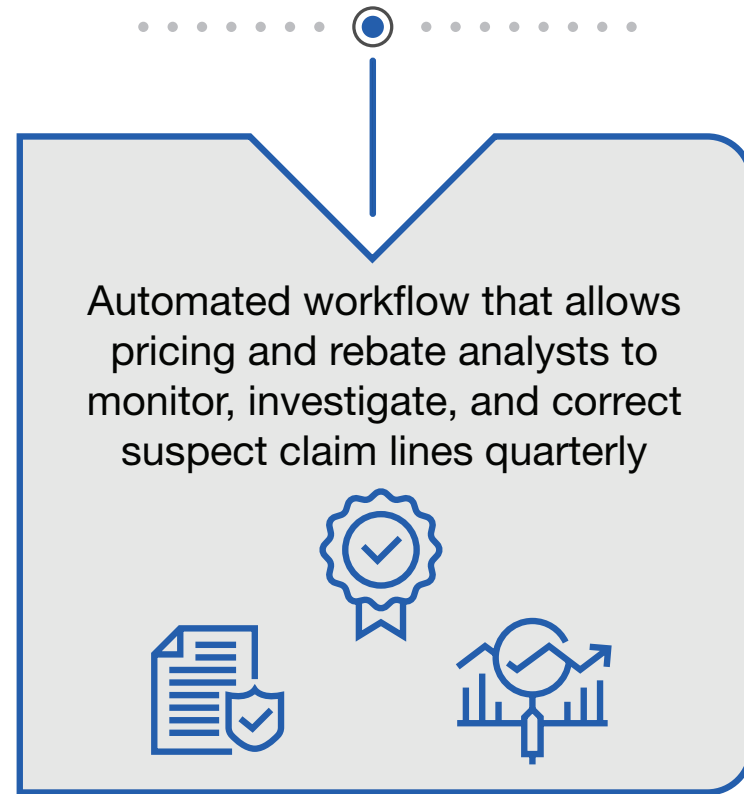 Automated workflow that allows
pricing and rebate analysts to
monitor, investigate, and correct
suspect claim lines quarterly